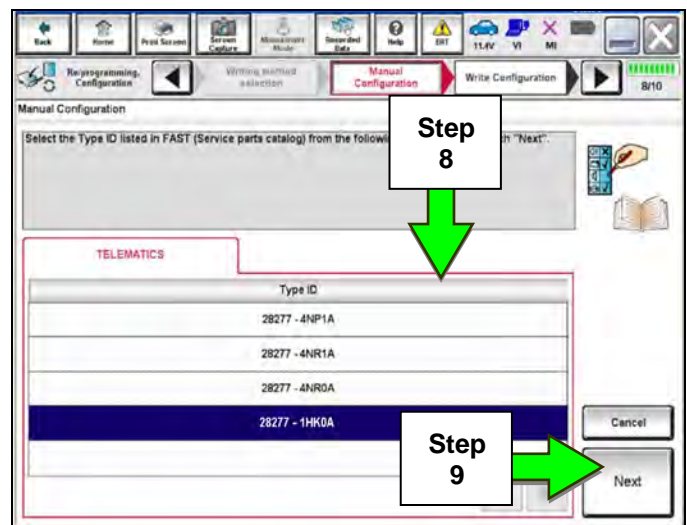 Back Home Print Screen Screen Capture Measurement Mode Recorded Data Help ERT 11.4V VI MI
Re/programming, Configuration Writing method selection Manual Configuration Write Configuration 8/10
Manual Configuration
Select the Type ID listed in FAST (Service parts catalog) from the followi "Next".
Step
8
TELEMATICS
Type ID
28277 - 4NP1A
28277 - 4NR1A
28277 - 4NR0A
28277 - 1HK0A
Cancel
Step
9
Next